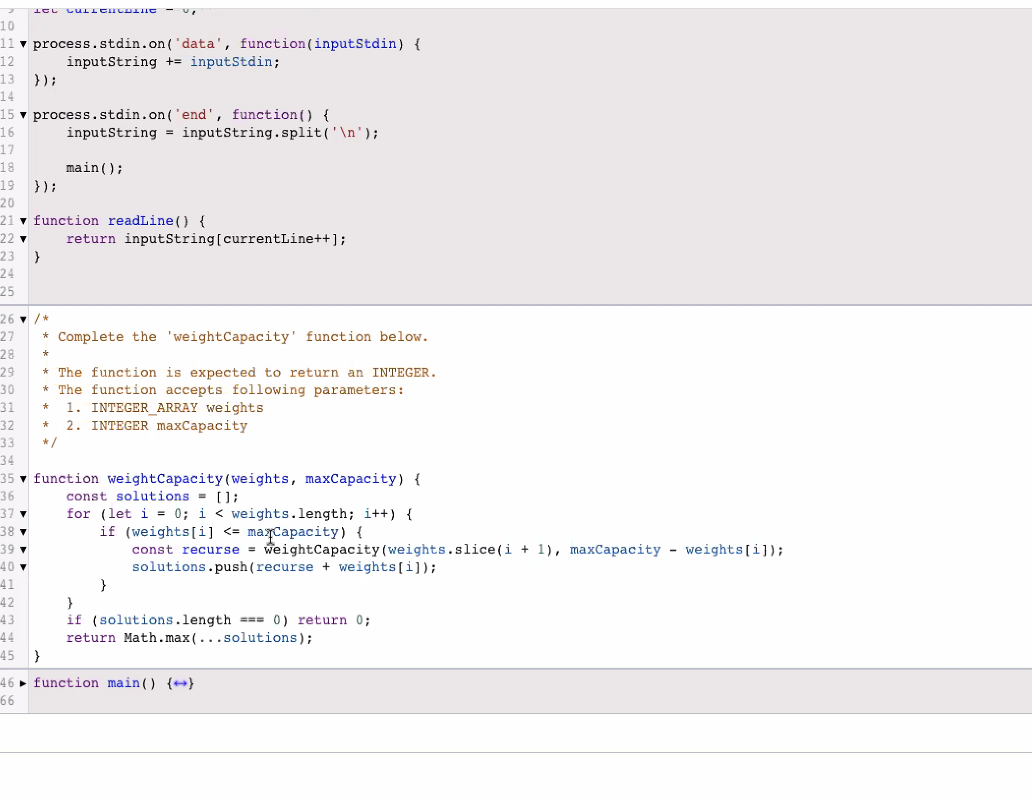 9 let currentLine = 0;
10
11 process.stdin.on('data', function(inputStdin) {
12     inputString += inputStdin;
13 });
14
15 process.stdin.on('end', function() {
16     inputString = inputString.split('\n');
17
18     main();
19 });
20
21 function readLine() {
22     return inputString[currentLine++];
23 }
24
25
26 /*
27  * Complete the 'weightCapacity' function below.
28  *
29  * The function is expected to return an INTEGER.
30  * The function accepts following parameters:
31  *  1. INTEGER_ARRAY weights
32  *  2. INTEGER maxCapacity
33  */
34
35 function weightCapacity(weights, maxCapacity) {
36     const solutions = [];
37     for (let i = 0; i < weights.length; i++) {
38         if (weights[i] <= maxCapacity) {
39             const recurse = weightCapacity(weights.slice(i + 1), maxCapacity - weights[i]);
40             solutions.push(recurse + weights[i]);
41         }
42     }
43     if (solutions.length === 0) return 0;
44     return Math.max(...solutions);
45 }
46 function main() {↔}
66